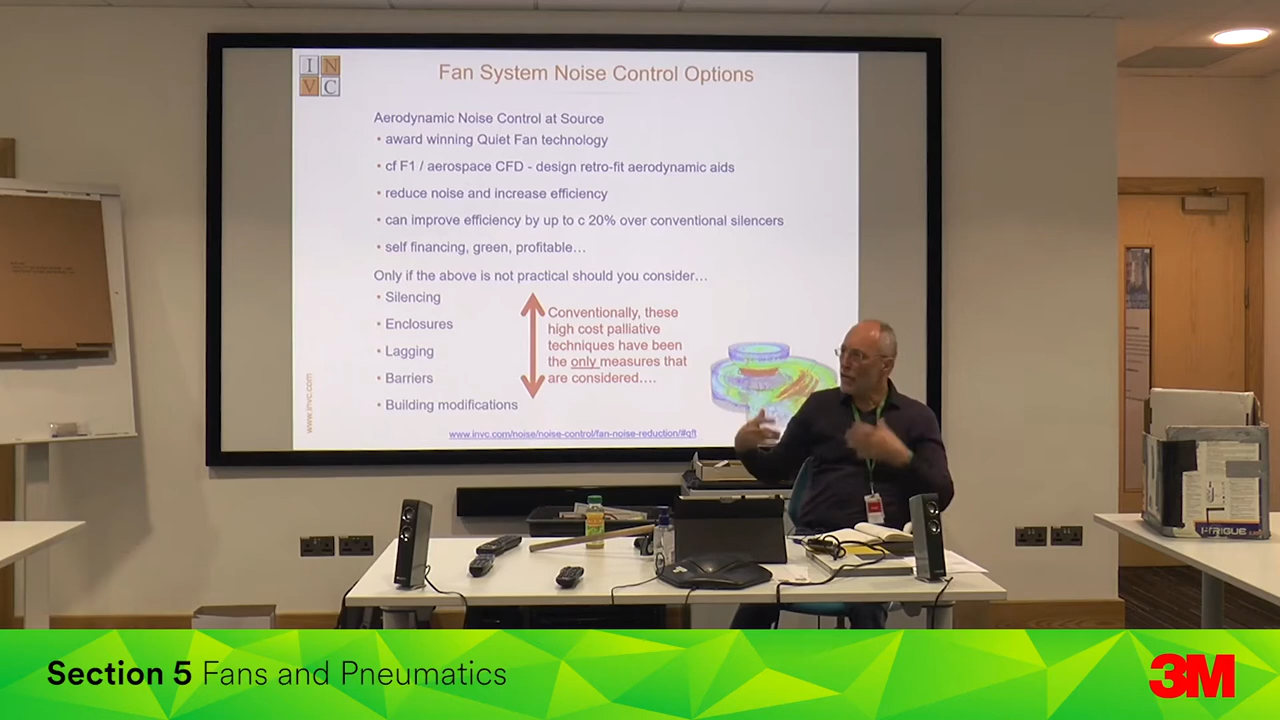 I N
V C
Fan System Noise Control Options
Aerodynamic Noise Control at Source
• award winning Quiet Fan technology
• cf F1 / aerospace CFD - design retro-fit aerodynamic aids
• reduce noise and increase efficiency
• can improve efficiency by up to c 20% over conventional silencers
• self financing, green, profitable…
Only if the above is not practical should you consider…
• Silencing
• Enclosures
• Lagging
• Barriers
• Building modifications
Conventionally, these
high cost palliative
techniques have been
the only measures that
are considered….
www.invc.com
www.invc.com/noise/noise-control/fan-noise-reduction/#qft
I-TRIGUE
Section 5 Fans and Pneumatics
3M